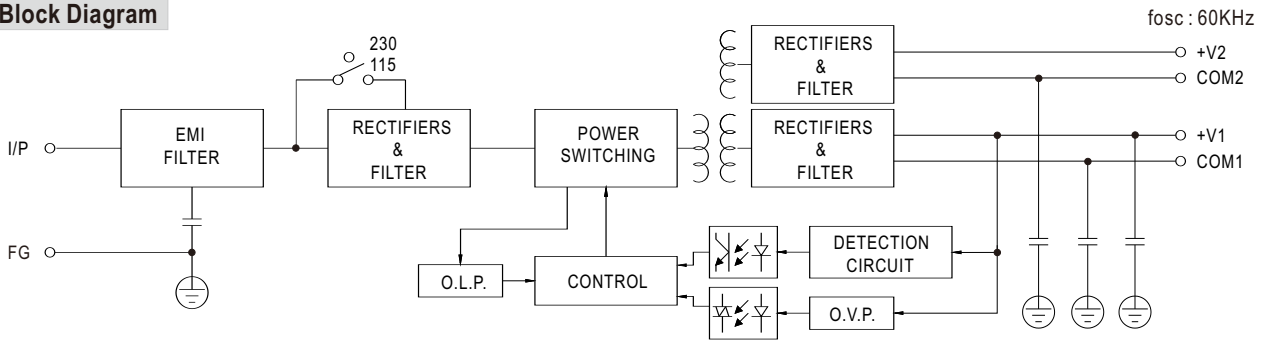 Block Diagram
fosc : 60KHz
230
115
I/P
EMI
FILTER
RECTIFIERS
&
FILTER
POWER
SWITCHING
RECTIFIERS
&
FILTER
+V2
COM2
RECTIFIERS
&
FILTER
+V1
COM1
FG
O.L.P.
CONTROL
DETECTION
CIRCUIT
O.V.P.